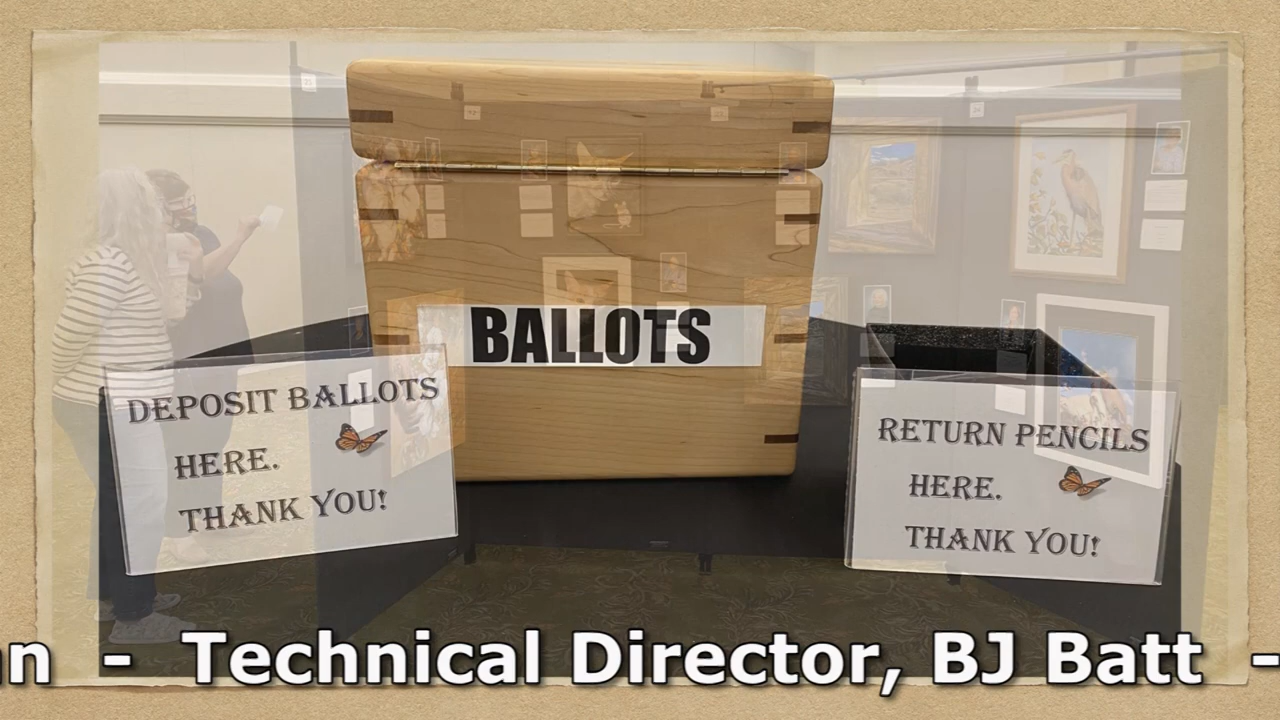 BALLOTS
DEPOSIT BALLOTS
HERE.
THANK YOU!
RETURN PENCILS
HERE.
THANK YOU!
- Technical Director, BJ Batt -